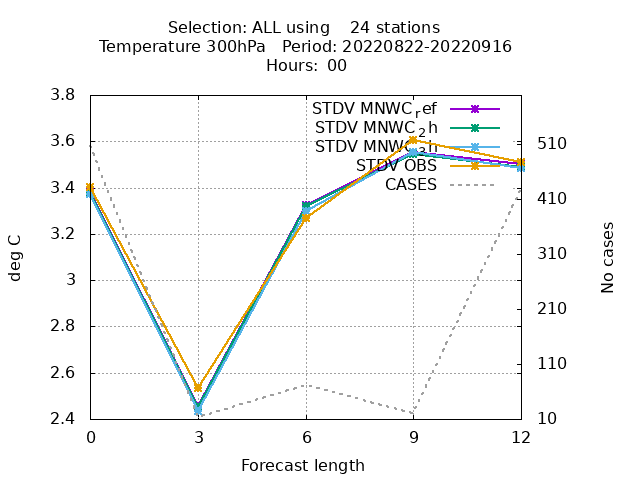 Selection: ALL using    24 stations
Temperature 300hPa   Period: 20220822-20220916
Hours:  00
STDV MNWC_ref
STDV MNWC_2h
STDV MNWC_3h
STDV OBS
CASES
3.8
3.6
3.4
3.2
3
2.8
2.6
2.4
510
410
310
210
110
10
0
3
6
9
12
deg C
No cases
Forecast length